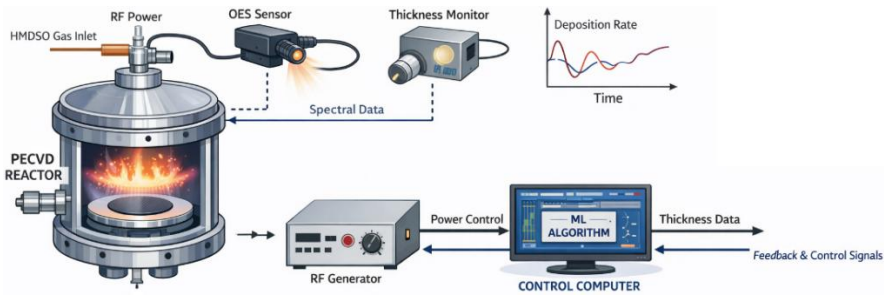 RF Power
HMDSO Gas Inlet
OES Sensor
Thickness Monitor
Deposition Rate
Time
Spectral Data
PECVD
REACTOR
Power Control
ML
ALGORITHM
Thickness Data
Feedback & Control Signals
RF Generator
CONTROL COMPUTER